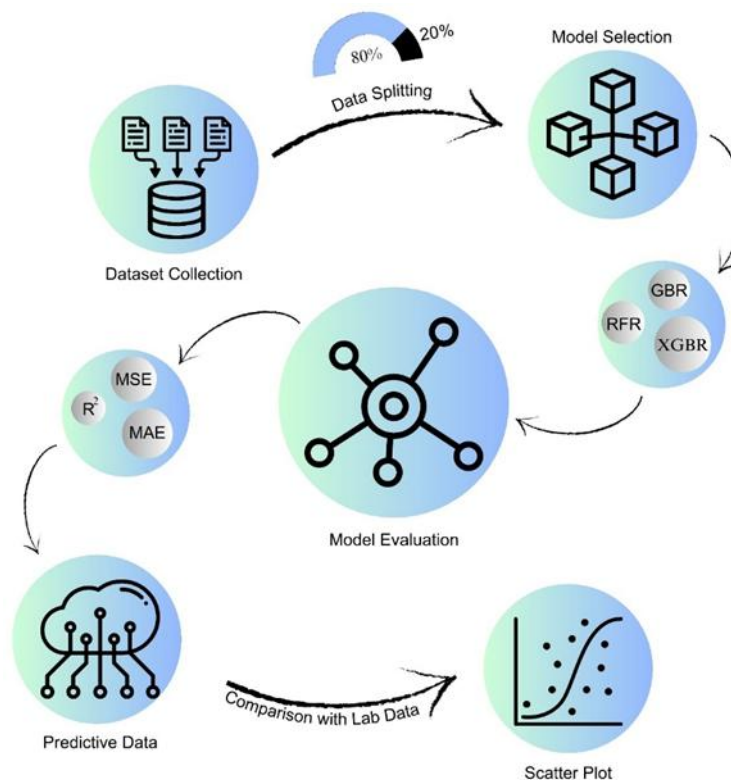 80%
20%
Data Splitting
Model Selection
Dataset Collection
GBR
RFR
XGBR
MSE
R²
MAE
Model Evaluation
Predictive Data
Comparison with Lab Data
Scatter Plot